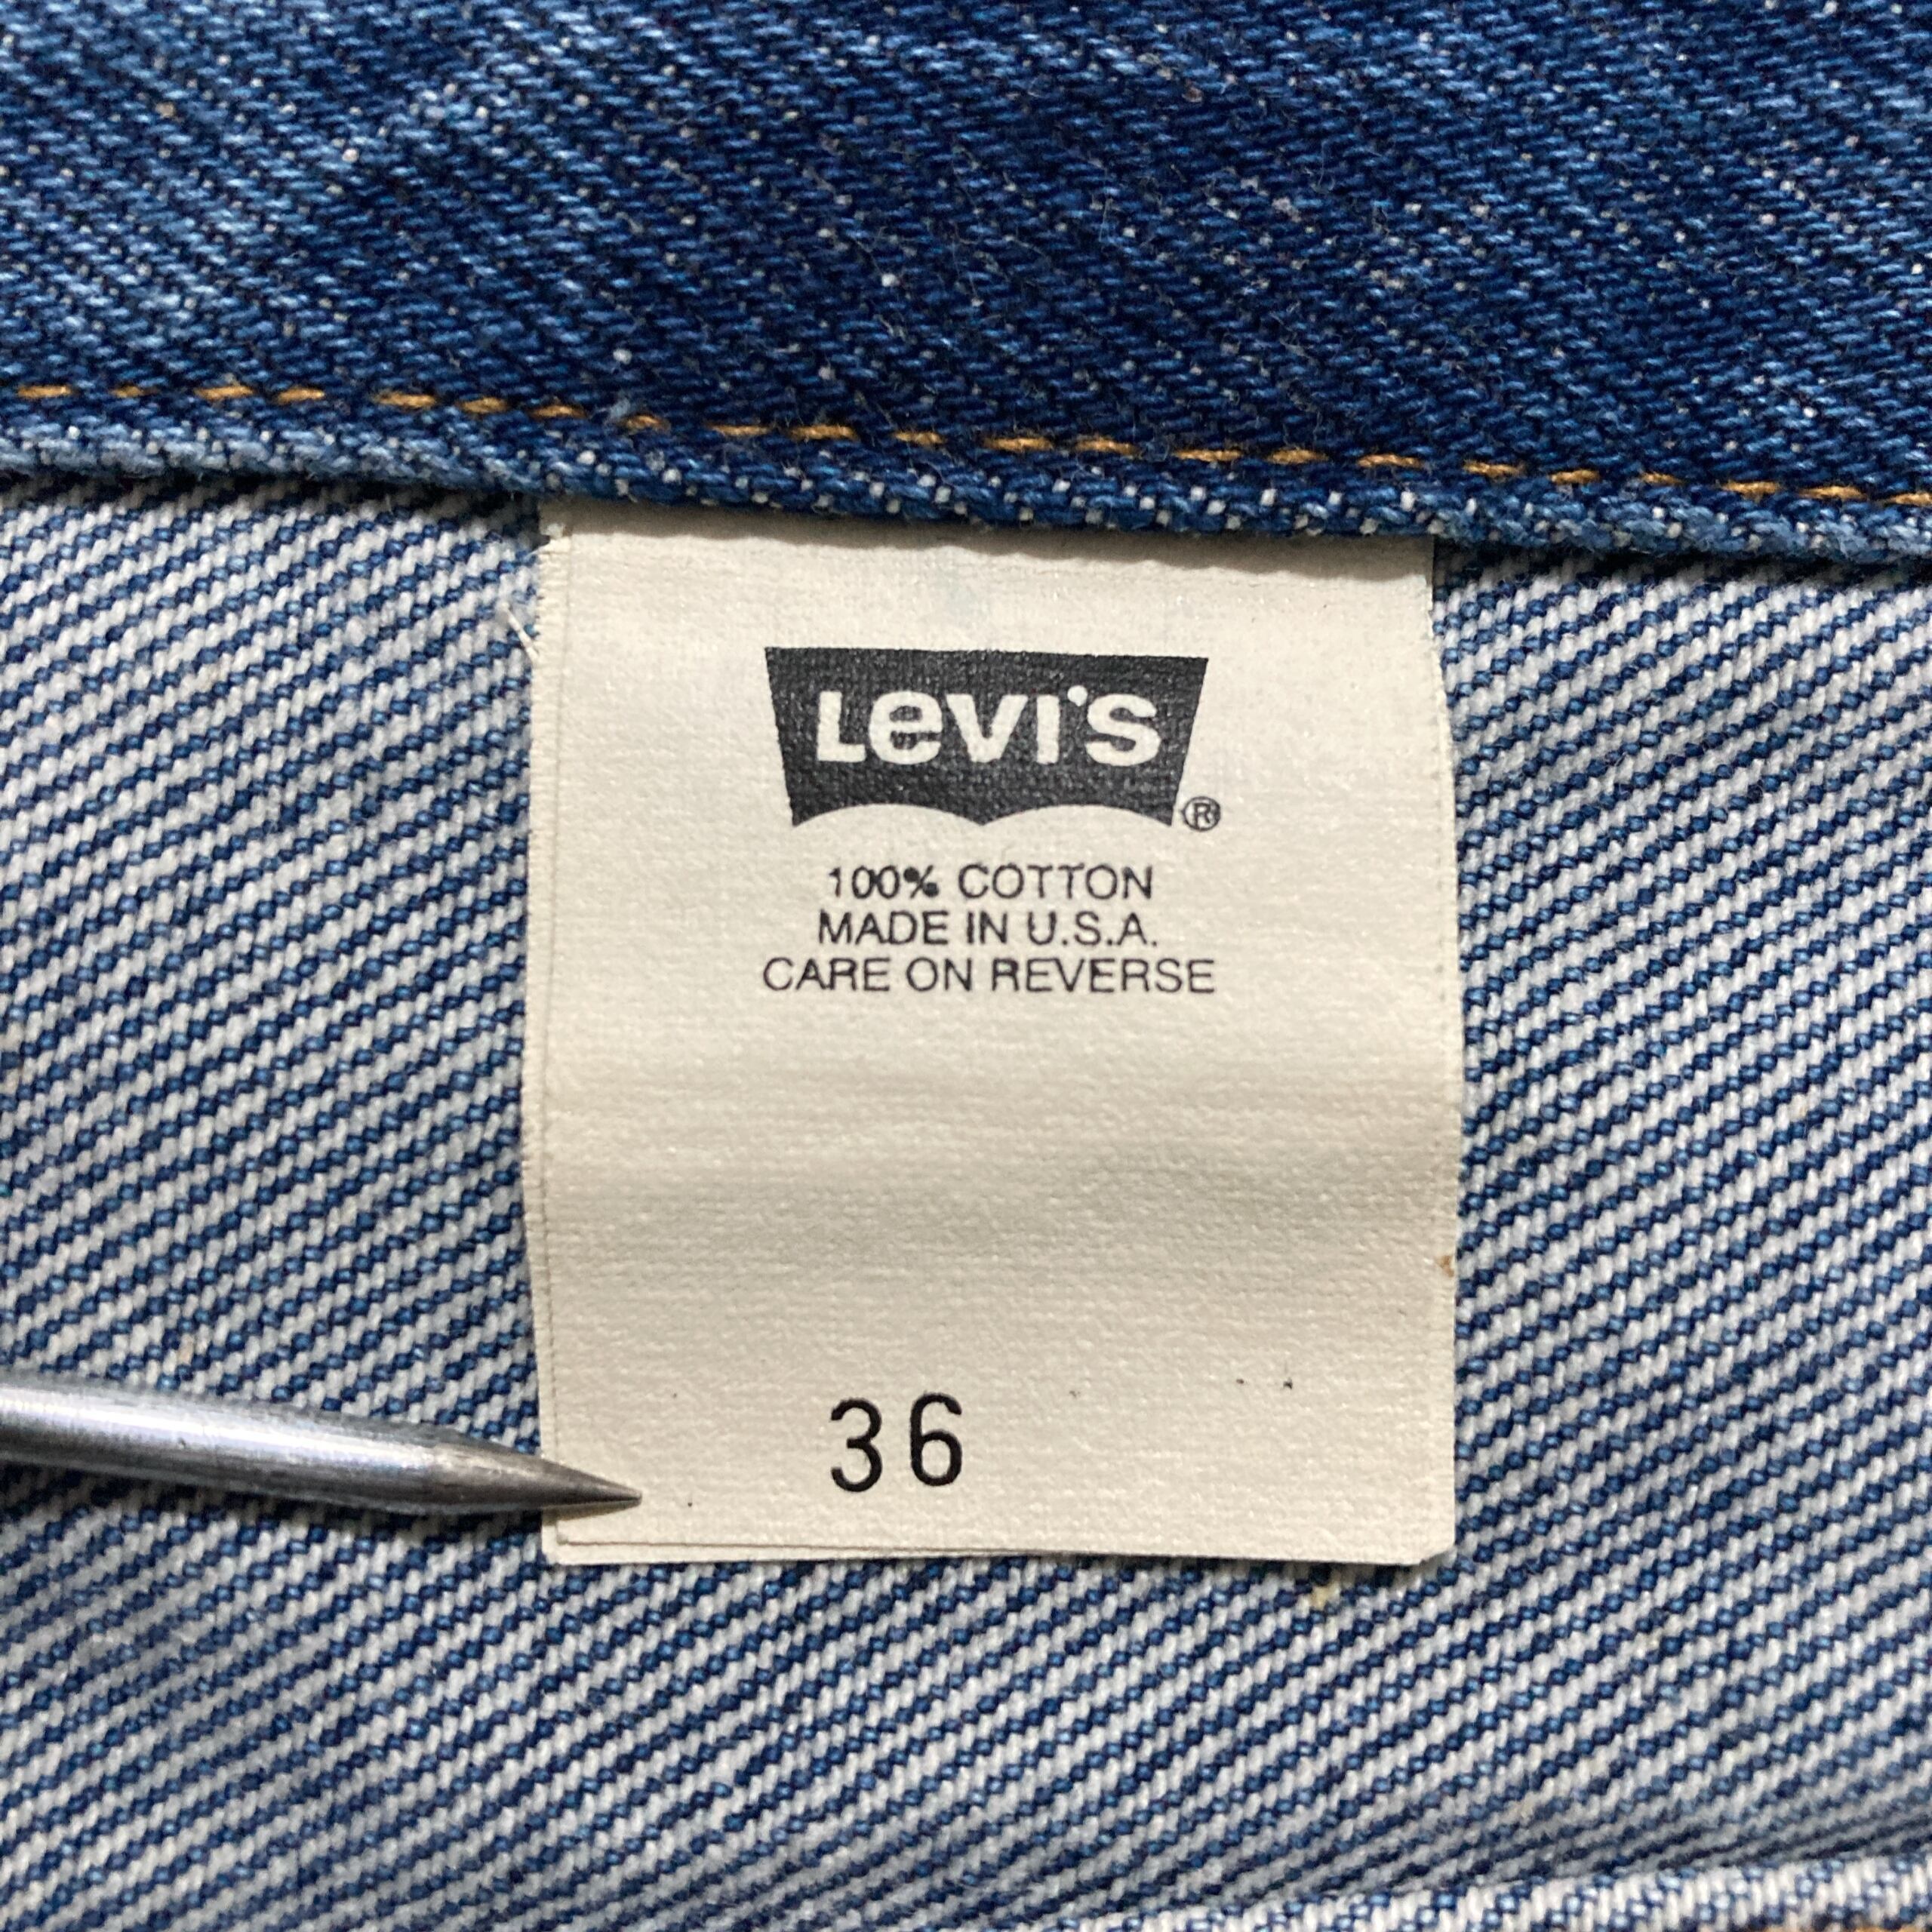 Levi's ®
100% COTTON
MADE IN U.S.A.
CARE ON REVERSE
36